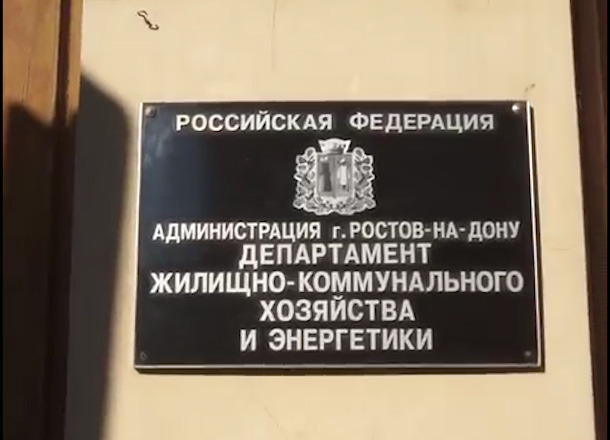 РОССИЙСКАЯ ФЕДЕРАЦИЯ
АДМИНИСТРАЦИЯ г. РОСТОВ-НА-ДОНУ
ДЕПАРТАМЕНТ
ЖИЛИЩНО-КОММУНАЛЬНОГО
ХОЗЯЙСТВА
И ЭНЕРГЕТИКИ